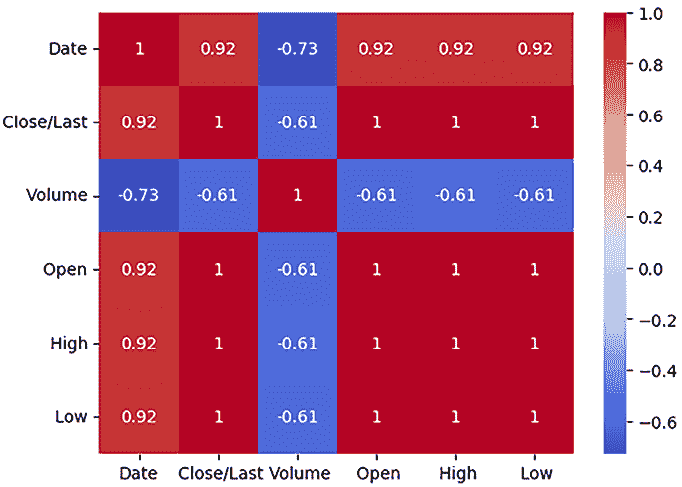 Date 1 0.92 -0.73 0.92 0.92 0.92
Close/Last 0.92 1 -0.61 1 1 1
Volume -0.73 -0.61 1 -0.61 -0.61 -0.61
Open 0.92 1 -0.61 1 1 1
High 0.92 1 -0.61 1 1 1
Low 0.92 1 -0.61 1 1 1
Date Close/Last Volume Open High Low
1.0
0.8
0.6
0.4
0.2
0.0
−0.2
−0.4
−0.6